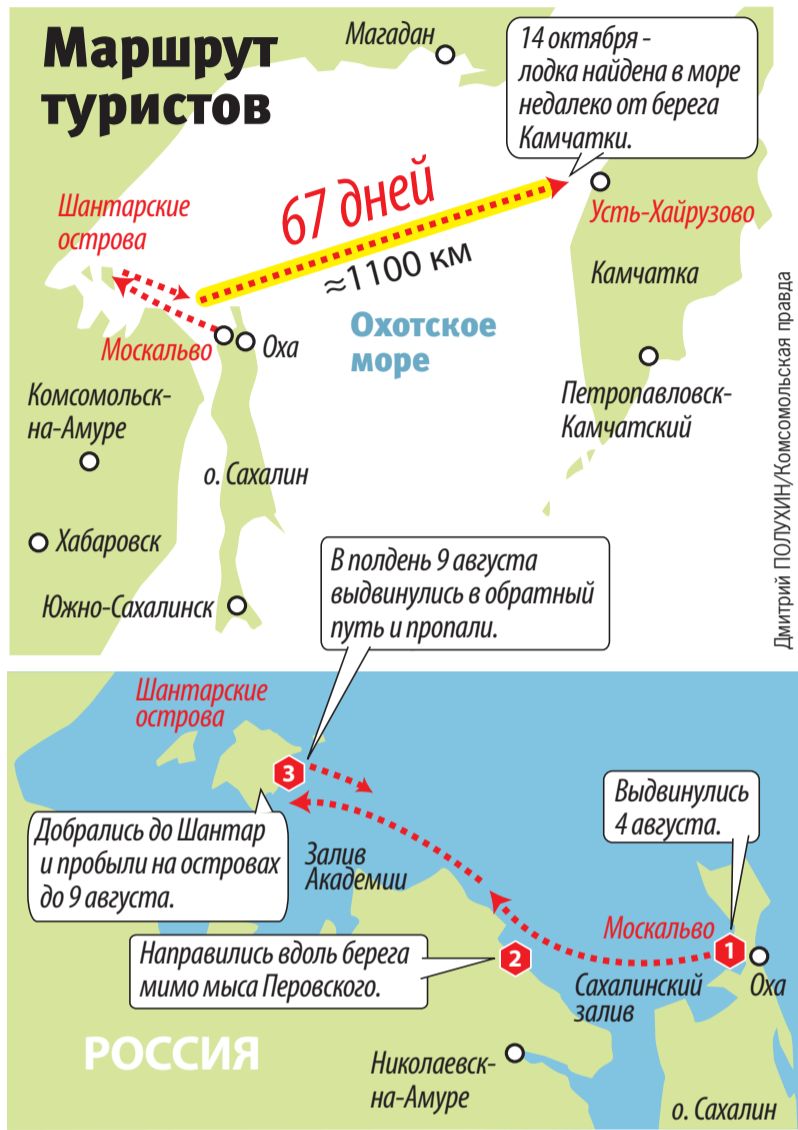 Маршрут
туристов
Магадан
14 октября -
лодка найдена в море
недалеко от берега
Камчатки.
67 дней
≈1100 км
Шантарские
острова
Усть-Хайрузово
Камчатка
Охотское
море
Москальво
Оха
Комсомольск-
на-Амуре
Петропавловск-
Камчатский
о. Сахалин
Хабаровск
Южно-Сахалинск
Дмитрий ПОЛУХИН/Комсомольская правда
В полдень 9 августа
выдвинулись в обратный
путь и пропали.
Шантарские
острова
3
Выдвинулись
4 августа.
Добрались до Шантар
и пробыли на островах
до 9 августа.
Залив
Академии
Москальво
1
Направились вдоль берега
мимо мыса Перовского.
2
Сахалинский
залив
Оха
РОССИЯ
Николаевск-
на-Амуре
о. Сахалин